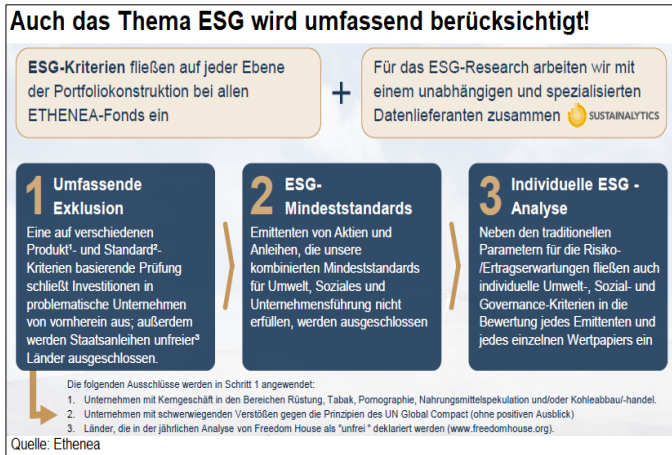 Auch das Thema ESG wird umfassend berücksichtigt!
ESG-Kriterien fließen auf jeder Ebene
der Portfoliokonstruktion bei allen
ETHENEA-Fonds ein
+
Für das ESG-Research arbeiten wir mit
einem unabhängigen und spezialisierten
Datenlieferanten zusammen SUSTAINALYTICS
1 Umfassende
Exklusion
Eine auf verschiedenen
Produkt¹- und Standard²-
Kriterien basierende Prüfung
schließt Investitionen in
problematische Unternehmen
von vornherein aus; außerdem
werden Staatsanleihen unfreier³
Länder ausgeschlossen.
2 ESG-
Mindeststandards
Emittenten von Aktien und
Anleihen, die unsere
kombinierten Mindeststandards
für Umwelt, Soziales und
Unternehmensführung nicht
erfüllen, werden ausgeschlossen
3 Individuelle ESG -
Analyse
Neben den traditionellen
Parametern für die Risiko-
/Ertragserwartungen fließen auch
individuelle Umwelt-, Sozial- und
Governance-Kriterien in die
Bewertung jedes Emittenten und
jedes einzelnen Wertpapiers ein
Die folgenden Ausschlüsse werden in Schritt 1 angewendet:
1. Unternehmen mit Kerngeschäft in den Bereichen Rüstung, Tabak, Pornographie, Nahrungsmittelspekulation und/oder Kohleabbau/-handel.
2. Unternehmen mit schwerwiegenden Verstößen gegen die Prinzipien des UN Global Compact (ohne positiven Ausblick)
3. Länder, die in der jährlichen Analyse von Freedom House als "unfrei " deklariert werden (www.freedomhouse.org).
Quelle: Ethenea